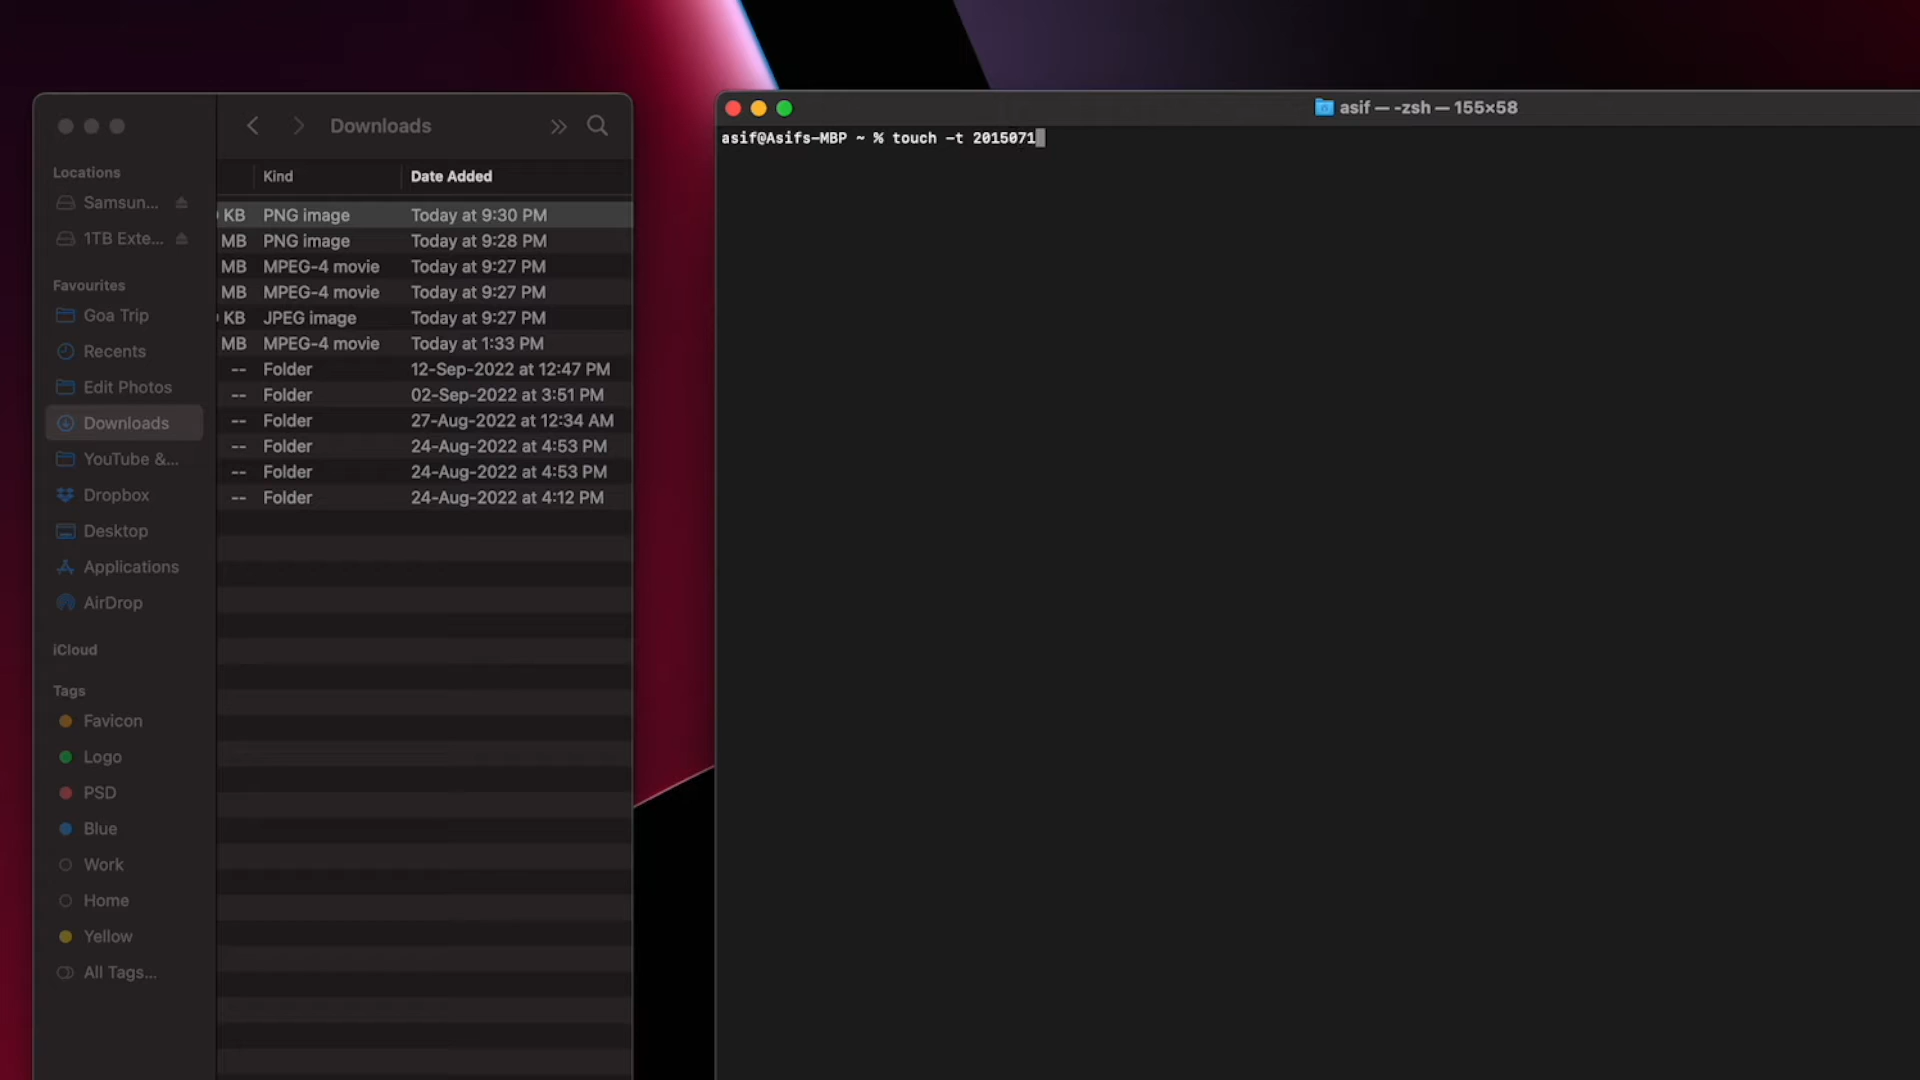 Downloads
Locations
Samsun...
1TB Exte...
Favourites
Goa Trip
Recents
Edit Photos
Downloads
YouTube &...
Dropbox
Desktop
Applications
AirDrop
iCloud
Tags
Favicon
Logo
PSD
Blue
Work
Home
Yellow
All Tags...
Kind Date Added
KB PNG image Today at 9:30 PM
MB PNG image Today at 9:28 PM
MB MPEG-4 movie Today at 9:27 PM
MB MPEG-4 movie Today at 9:27 PM
KB JPEG image Today at 9:27 PM
MB MPEG-4 movie Today at 1:33 PM
-- Folder 12-Sep-2022 at 12:47 PM
-- Folder 02-Sep-2022 at 3:51 PM
-- Folder 27-Aug-2022 at 12:34 AM
-- Folder 24-Aug-2022 at 4:53 PM
-- Folder 24-Aug-2022 at 4:53 PM
-- Folder 24-Aug-2022 at 4:12 PM
asif — -zsh — 155×58
asif@Asifs-MBP ~ % touch -t 2015071